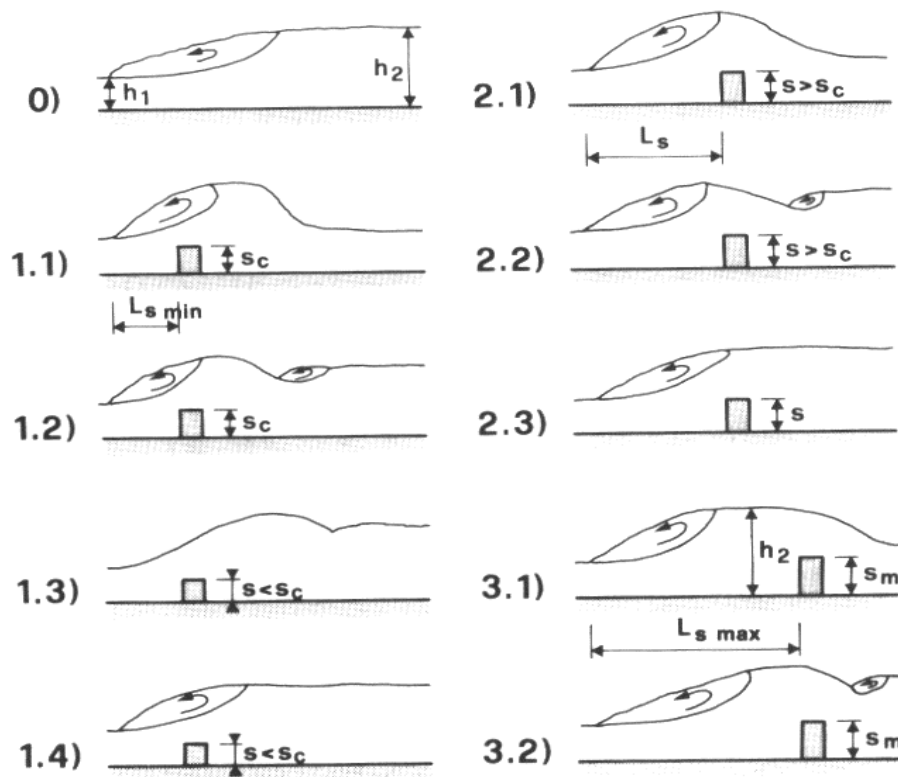 0)
h1
h2
1.1)
sc
Ls min
1.2)
sc
1.3)
s<sc
1.4)
s<sc
2.1)
s>sc
Ls
2.2)
s>sc
2.3)
s
3.1)
h2
sm
Ls max
3.2)
sm